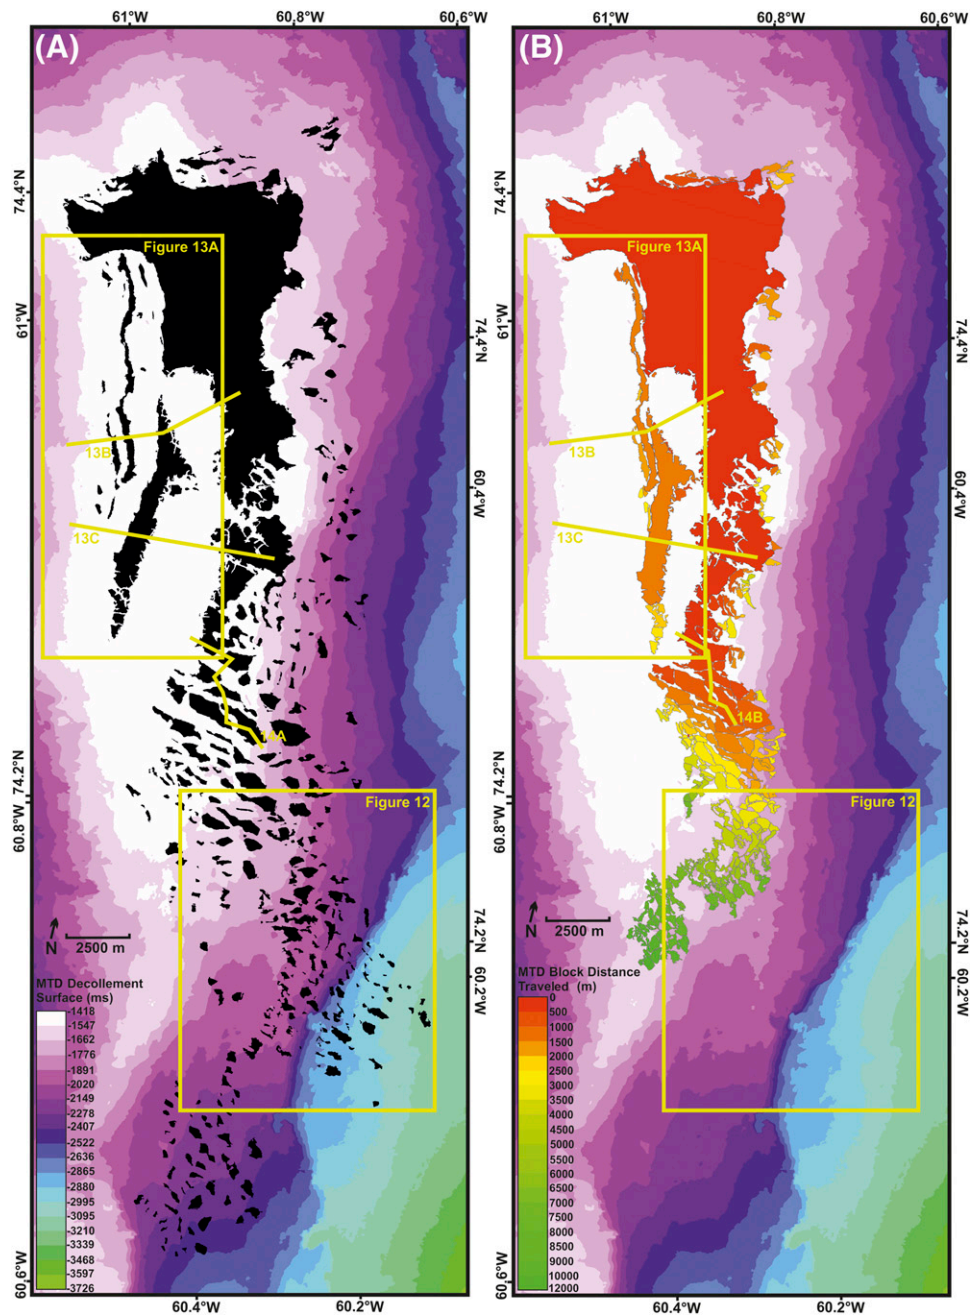 61°W 60,8°W 60,6°W
61°W 60,8°W 60,6°W
(A)
(B)
74.4°N
61°W
60.8°W 74.2°N
60.6°W
74.4°N
60,4°W
74.2°N
60.2°W
60.4°W 60.2°W
Figure 13A
13B
13C
14A
Figure 12
N
2500 m
MTD Decollement
Surface (ms)
-1418
-1547
-1662
-1776
-1891
-2020
-2149
-2278
-2407
-2522
-2636
-2865
-2880
-2995
-3095
-3210
-3339
-3468
-3597
-3726
74.4°N
61°W
60.8°W 74.2°N
60.6°W
74.4°N
60.4°W
74.2°N
60.2°W
60.4°W 60.2°W
Figure 13A
13B
13C
14B
Figure 12
N
2500 m
MTD Block Distance
Traveled (m)
0
500
1000
1500
2000
2500
3000
3500
4000
4500
5000
5500
6000
6500
7000
7500
8000
8500
9000
10000
12000